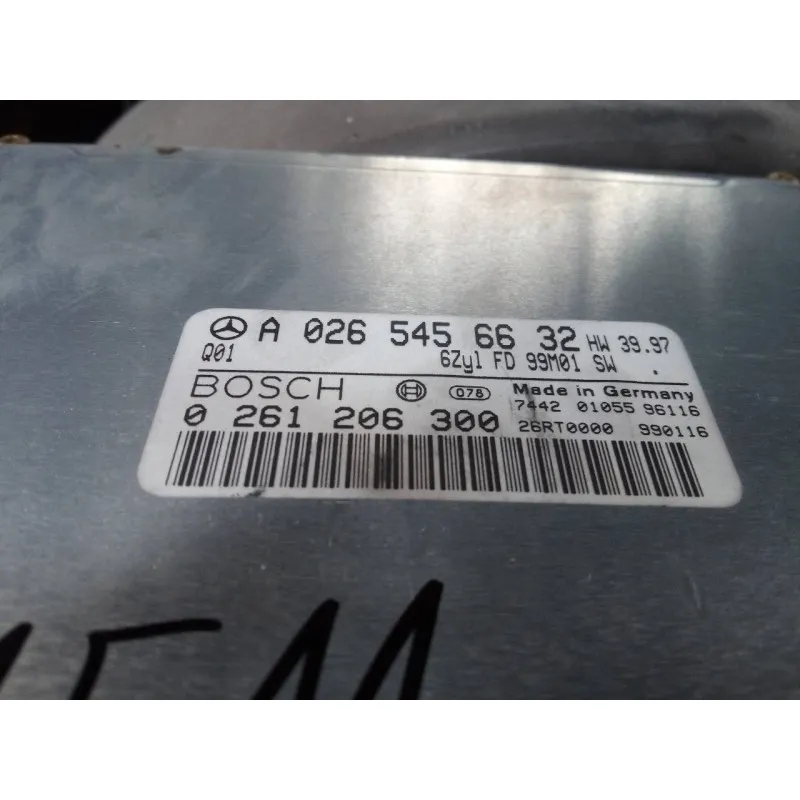 A 026 545 66 32 HW 39.97
Q01 6Zyl FD 99M01 SW .
BOSCH 078 Made in Germany
7442 01055 96116
0 261 206 300 26RT0000 990116